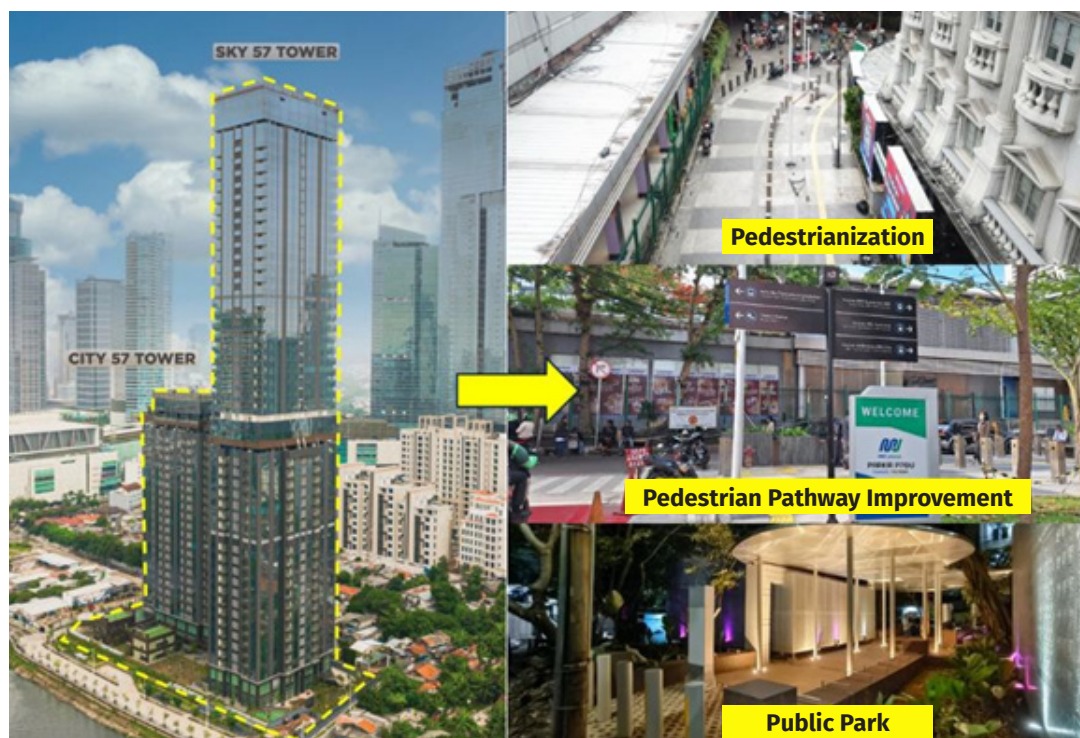 SKY 57 TOWER
CITY 57 TOWER
Pedestrianization
WELCOME
Pedestrian Pathway Improvement
Public Park